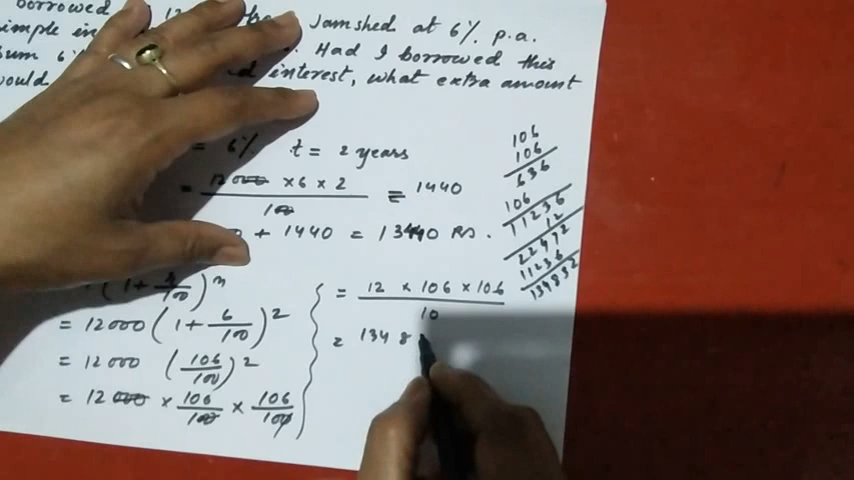 borrowed 12 Jamshed at 6% p.a.
simple in Had I borrowed this
sum 6% interest, what extra amount
would
= 6% t = 2 years
= 12000 × 6 × 2 / 100 = 1440
+ 1440 = 13440 Rs.
(1 + /100)^n
= 12000 (1 + 6/100)^2
= 12000 (106/100)^2
= 12000 × 106/100 × 106/100
= 12 × 106 × 106 / 10
= 1348
106
106
636
106
11236
12
22472
11236
134832